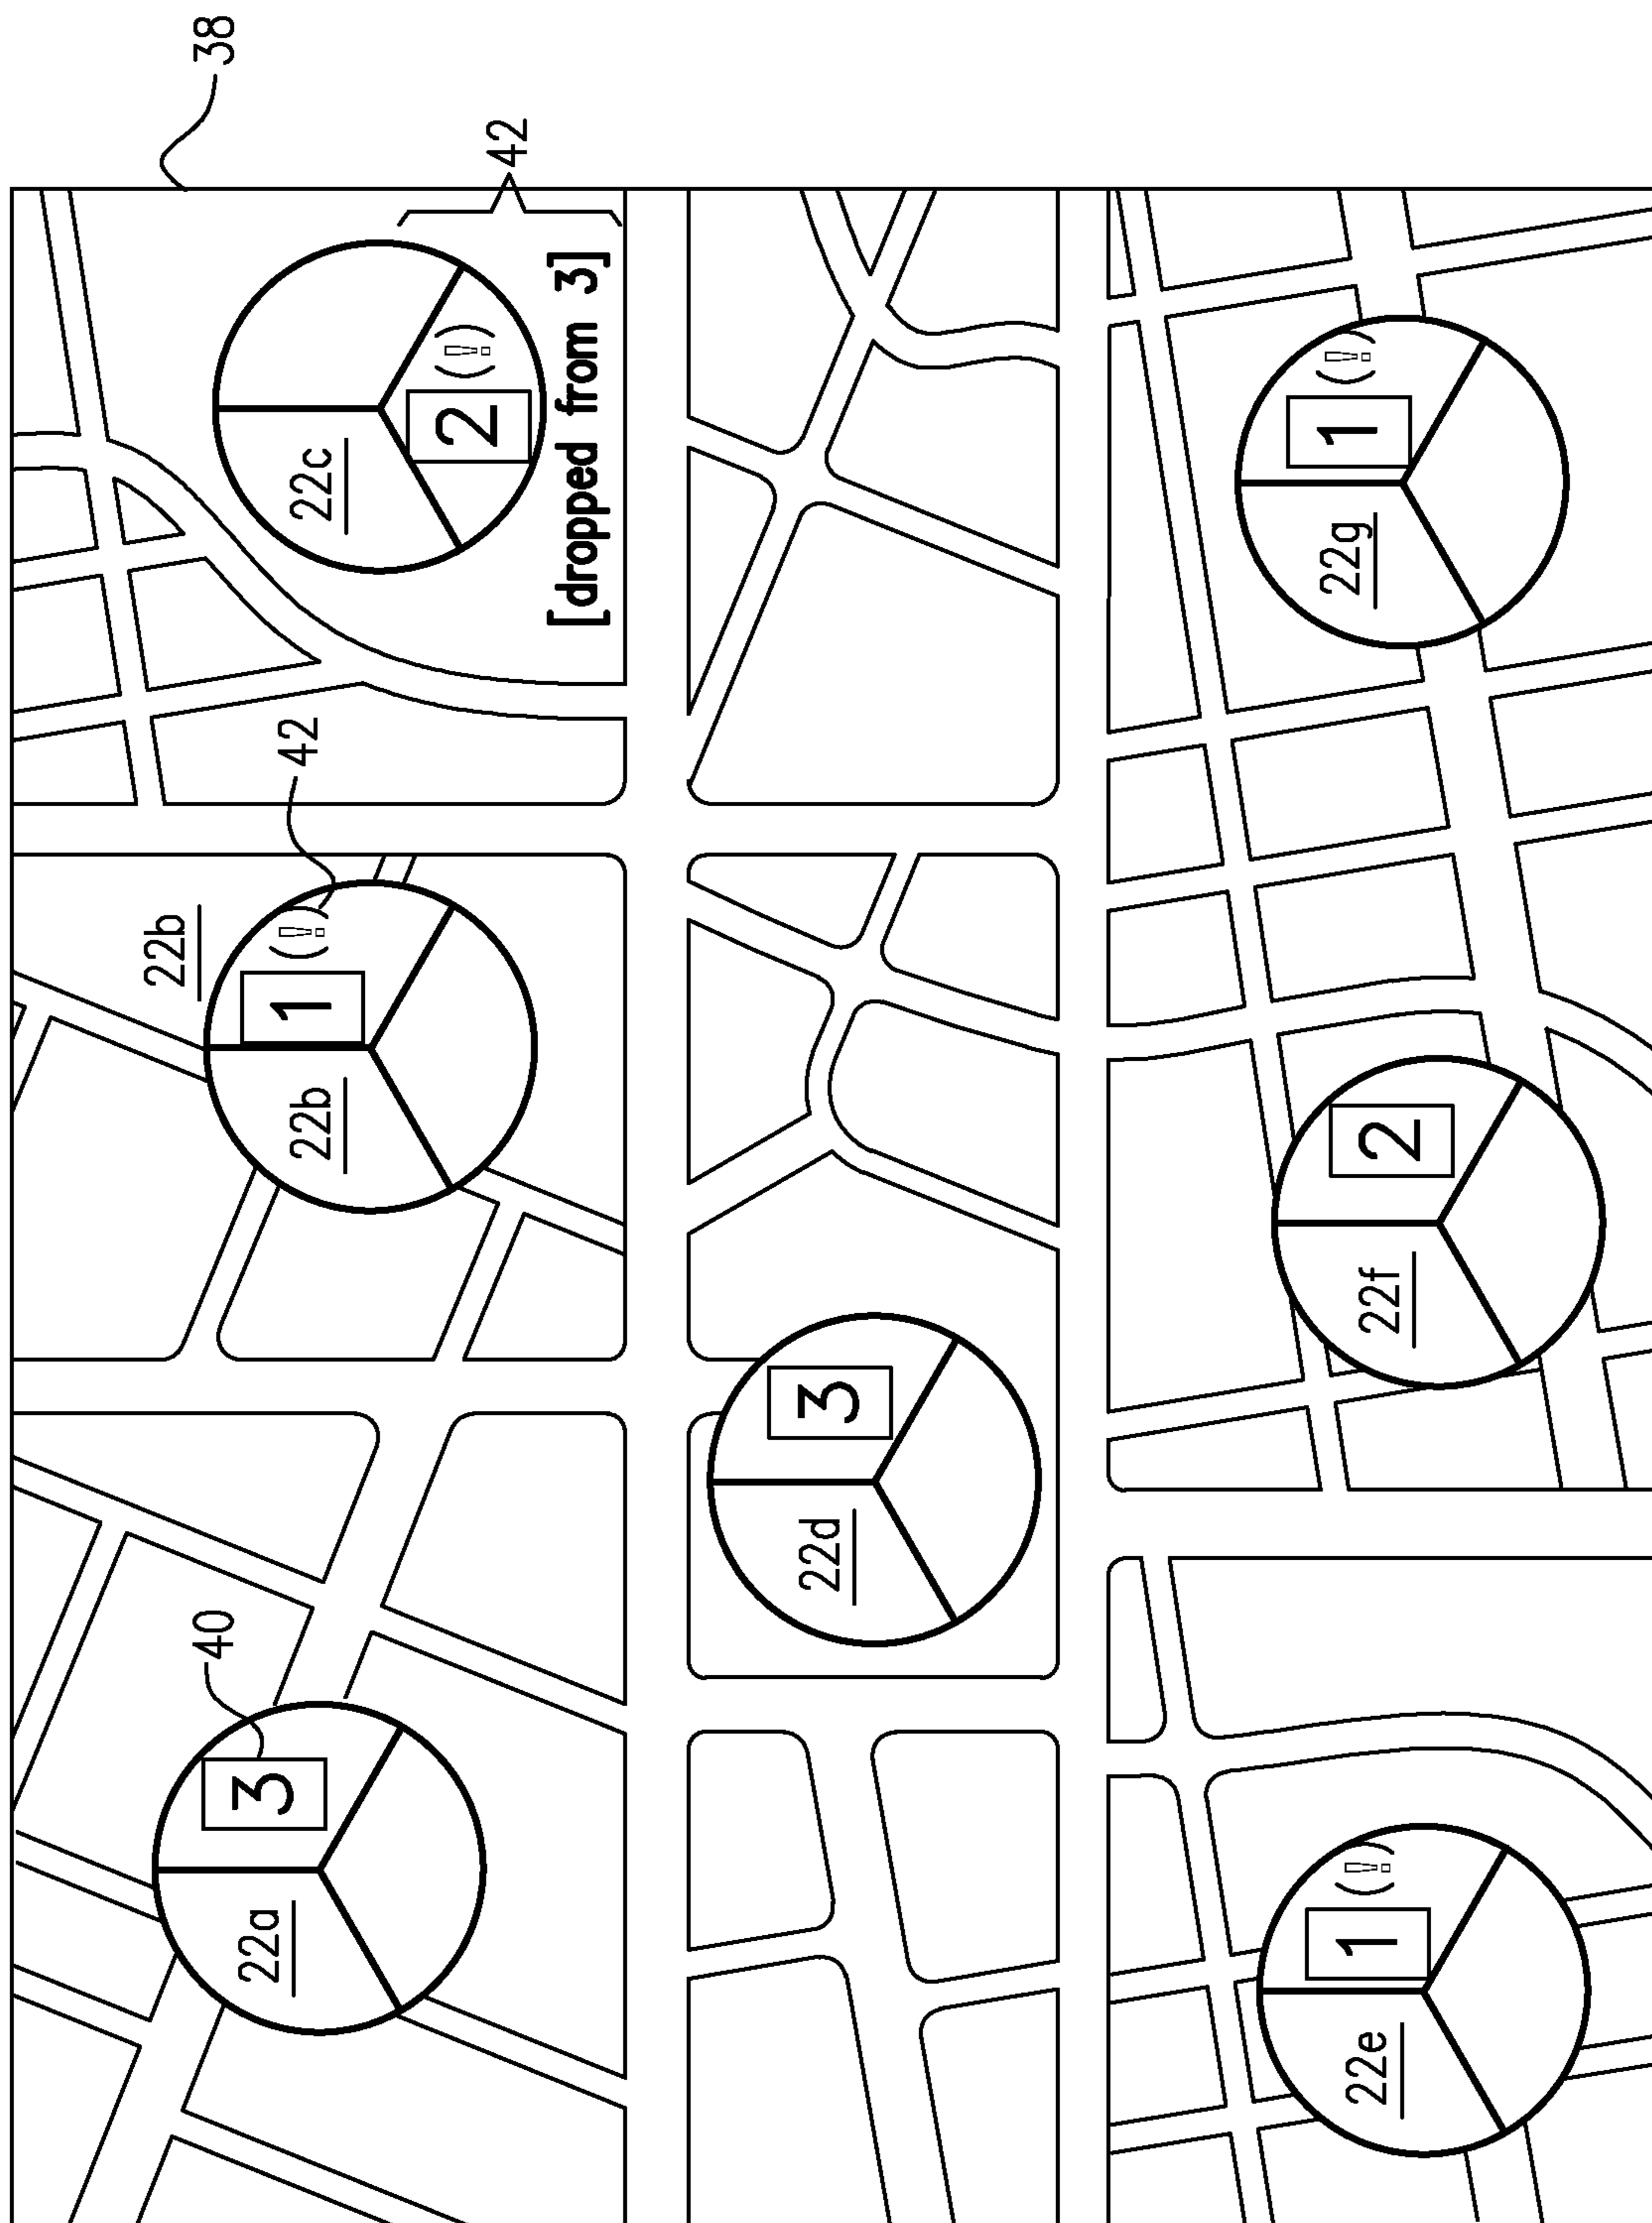 38
40
22b
42
22a
3
22b
1 (!)
22c
2 (!)
42
[dropped from 3]
22d
3
22e
1 (!)
22f
2
22g
1 (!)